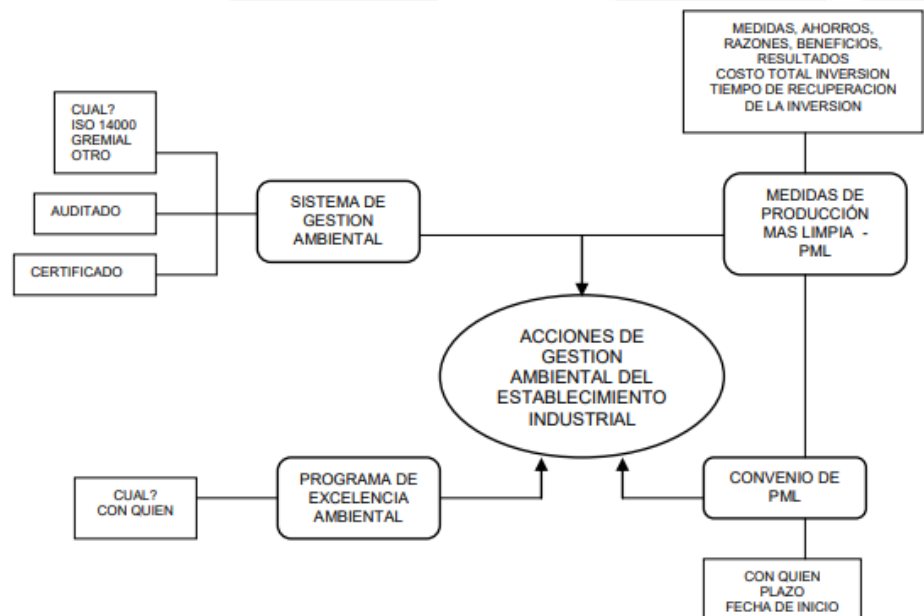 MEDIDAS, AHORROS,
RAZONES, BENEFICIOS,
RESULTADOS
COSTO TOTAL INVERSION
TIEMPO DE RECUPERACION
DE LA INVERSION
CUAL?
ISO 14000
GREMIAL
OTRO
AUDITADO
CERTIFICADO
SISTEMA DE
GESTION
AMBIENTAL
MEDIDAS DE
PRODUCCIÓN
MAS LIMPIA -
PML
ACCIONES DE
GESTION
AMBIENTAL DEL
ESTABLECIMIENTO
INDUSTRIAL
CUAL?
CON QUIEN
PROGRAMA DE
EXCELENCIA
AMBIENTAL
CONVENIO DE
PML
CON QUIEN
PLAZO
FECHA DE INICIO